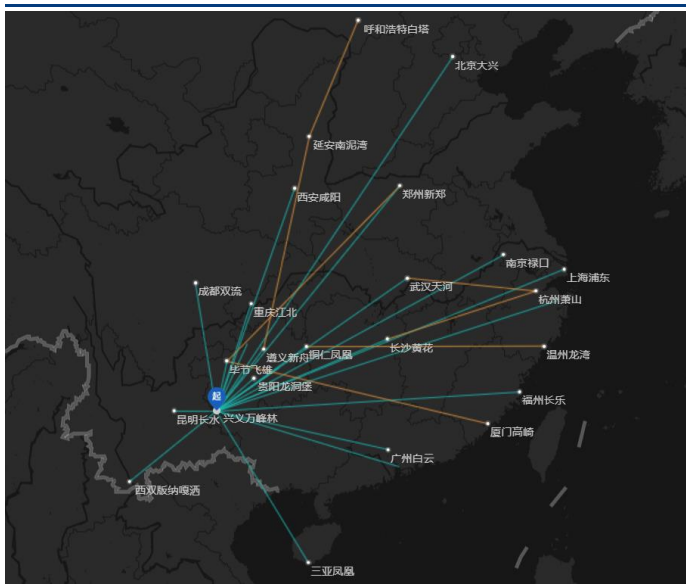 呼和浩特白塔
北京大兴
延安南泥湾
西安咸阳
郑州新郑
南京禄口
上海浦东
成都双流
武汉天河
杭州萧山
重庆江北
长沙黄花
遵义新舟
铜仁凤凰
温州龙湾
毕节飞雄
贵阳龙洞堡
起
福州长乐
昆明长水
兴义万峰林
厦门高崎
广州白云
西双版纳嘎洒
三亚凤凰